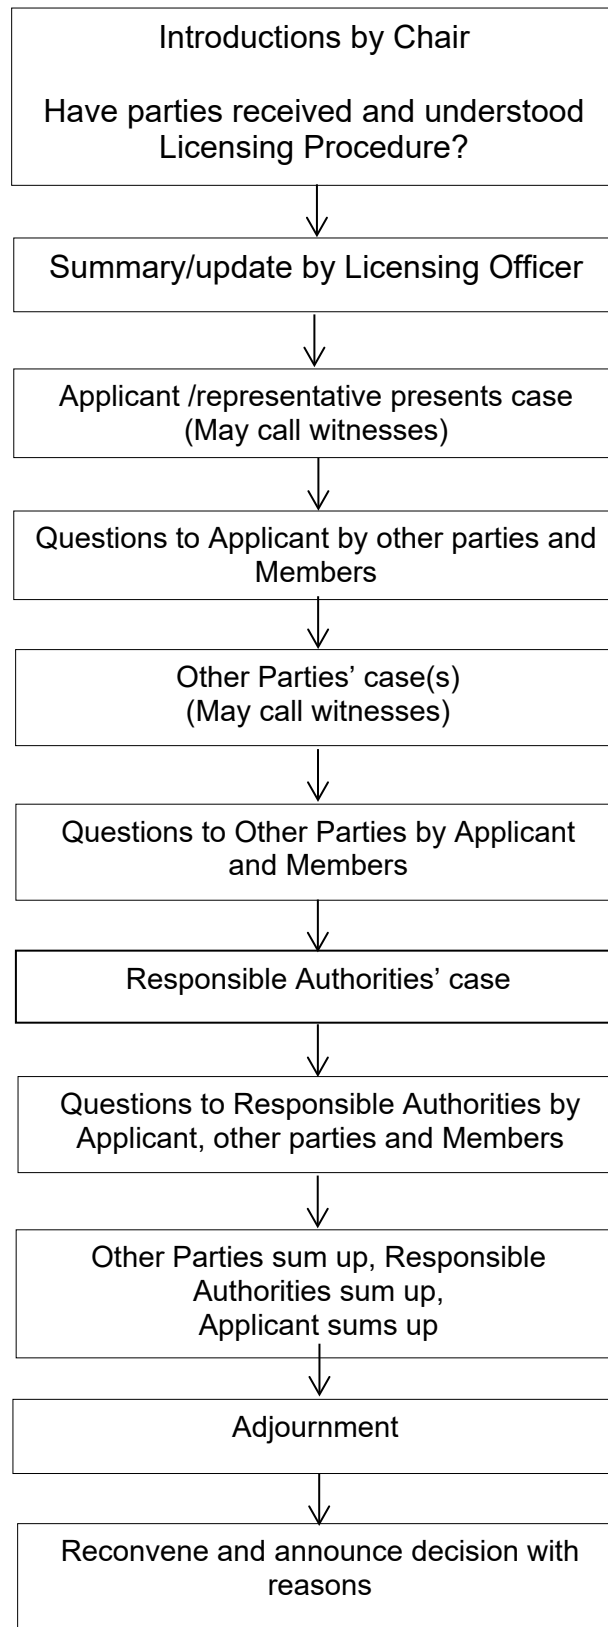 Introductions by Chair
Have parties received and understood
Licensing Procedure?
Summary/update by Licensing Officer
Applicant /representative presents case
(May call witnesses)
Questions to Applicant by other parties and
Members
Other Parties’ case(s)
(May call witnesses)
Questions to Other Parties by Applicant
and Members
Responsible Authorities’ case
Questions to Responsible Authorities by
Applicant, other parties and Members
Other Parties sum up, Responsible
Authorities sum up,
Applicant sums up
Adjournment
Reconvene and announce decision with
reasons